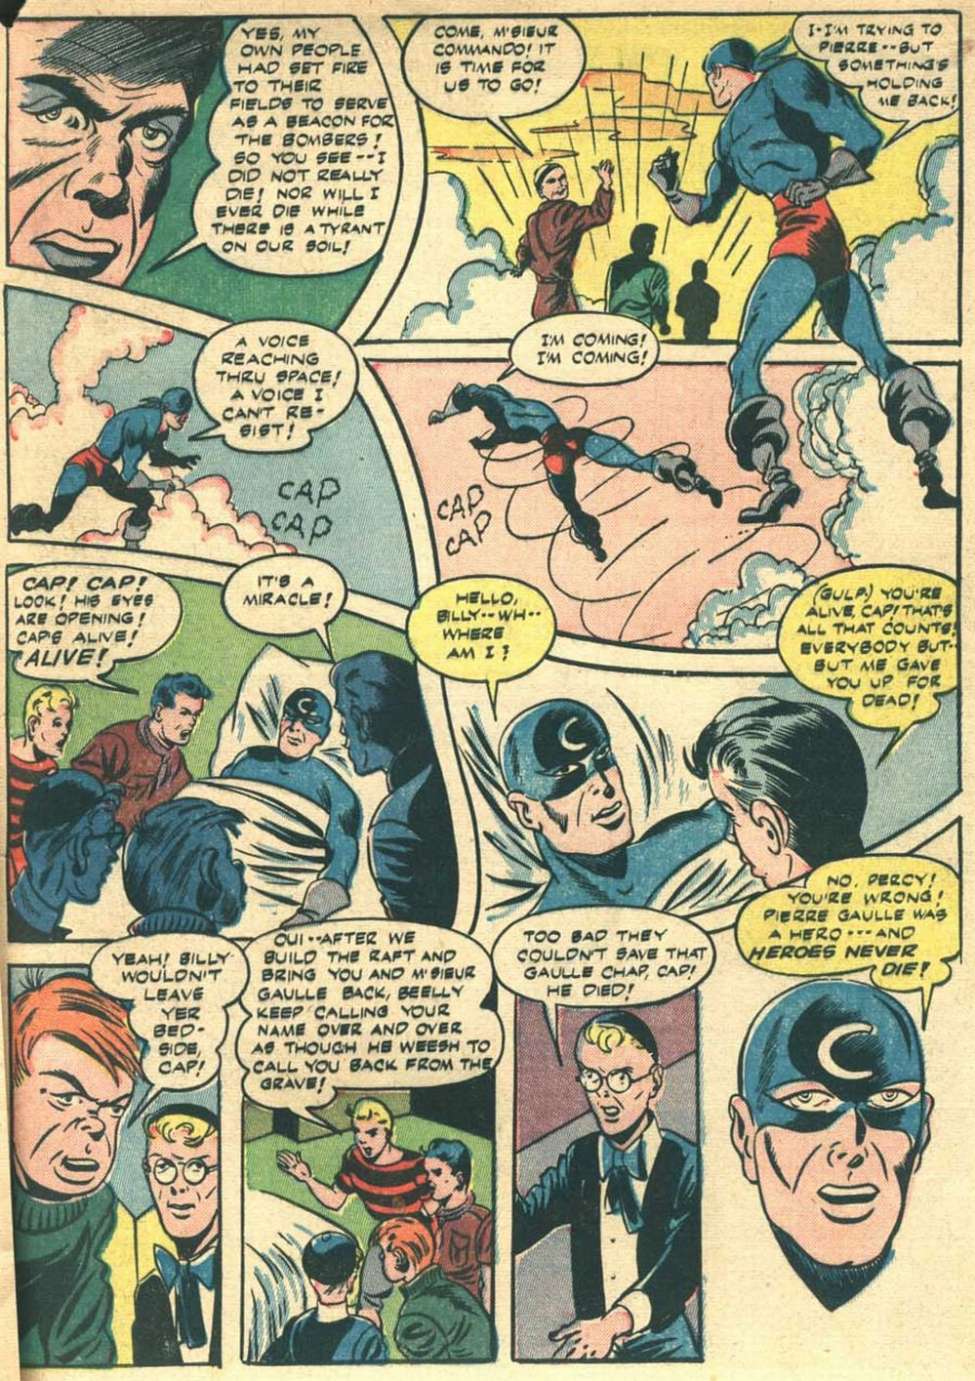 YES, MY
OWN PEOPLE
HAD SET FIRE
TO THEIR
FIELDS TO SERVE
AS A BEACON FOR
THE BOMBERS!
SO YOU SEE--I
DID NOT REALLY
DIE! NOR WILL I
EVER DIE WHILE
THERE IS A TYRANT
ON OUR SOIL!
COME, M'SIEUR
COMMANDO! IT
IS TIME FOR
US TO GO!
I-I'M TRYING TO
PIERRE--BUT
SOMETHING'S
HOLDING
ME BACK!
A VOICE
REACHING
THRU SPACE!
A VOICE I
CAN'T RE-
SIST!
CAP
CAP
I'M COMING!
I'M COMING!
CAP
CAP
CAP! CAP!
LOOK! HIS EYES
ARE OPENING!
CAP'S ALIVE!
ALIVE!
IT'S A
MIRACLE!
HELLO,
BILLY--WH--
WHERE
AM I?
(GULP) YOU'RE
ALIVE, CAP! THAT'S
ALL THAT COUNTS!
EVERYBODY BUT--
BUT ME GAVE
YOU UP FOR
DEAD!
YEAH! BILLY
WOULDN'T
LEAVE
YER
BED-
SIDE,
CAP!
OUI--AFTER WE
BUILD THE RAFT AND
BRING YOU AND M'SIEUR
GAULLE BACK, BEELLY
KEEP CALLING YOUR
NAME OVER AND OVER
AS THOUGH HE WEESH TO
CALL YOU BACK FROM THE
GRAVE!
TOO BAD THEY
COULDN'T SAVE THAT
GAULLE CHAP, CAP!
HE DIED!
NO, PERCY!
YOU'RE WRONG!
PIERRE GAULLE WAS
A HERO---AND
HEROES NEVER
DIE!